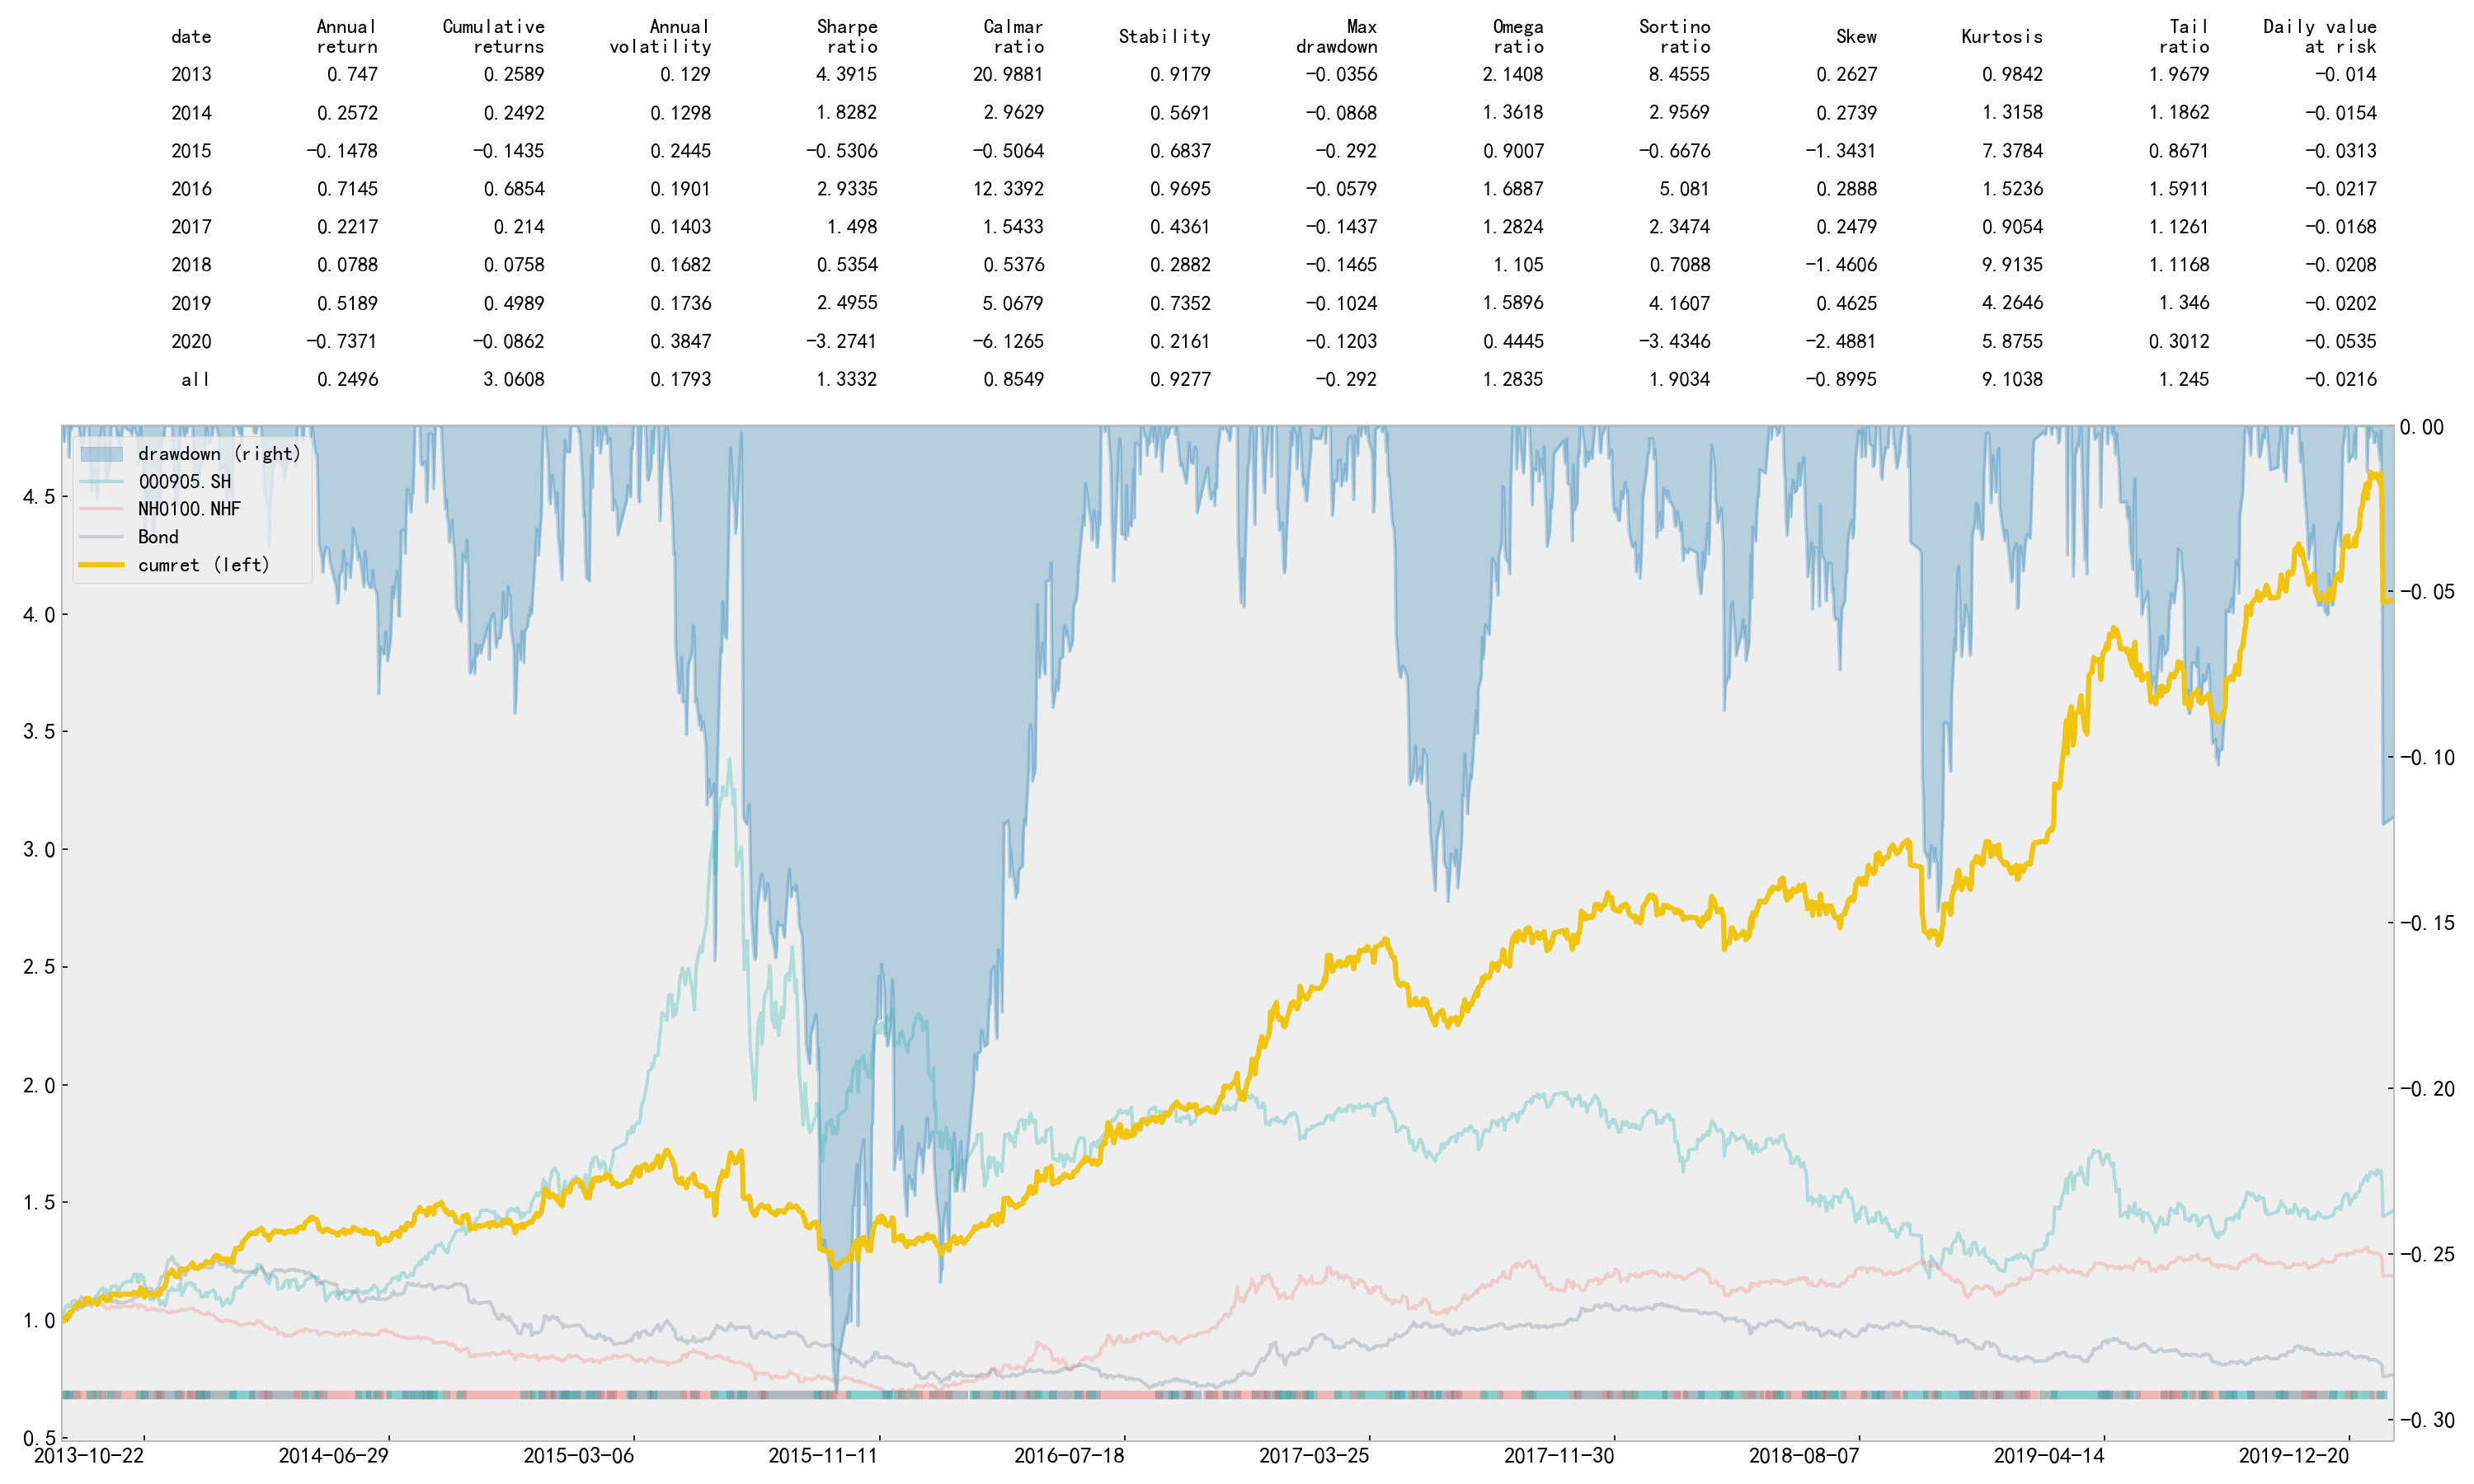 date Annual return Cumulative returns Annual volatility Sharpe ratio Calmar ratio Stability Max drawdown Omega ratio Sortino ratio Skew Kurtosis Tail ratio Daily value at risk
2013 0.747 0.2589 0.129 4.3915 20.9881 0.9179 -0.0356 2.1408 8.4555 0.2627 0.9842 1.9679 -0.014
2014 0.2572 0.2492 0.1298 1.8282 2.9629 0.5691 -0.0868 1.3618 2.9569 0.2739 1.3158 1.1862 -0.0154
2015 -0.1478 -0.1435 0.2445 -0.5306 -0.5064 0.6837 -0.292 0.9007 -0.6676 -1.3431 7.3784 0.8671 -0.0313
2016 0.7145 0.6854 0.1901 2.9335 12.3392 0.9695 -0.0579 1.6887 5.081 0.2888 1.5236 1.5911 -0.0217
2017 0.2217 0.214 0.1403 1.498 1.5433 0.4361 -0.1437 1.2824 2.3474 0.2479 0.9054 1.1261 -0.0168
2018 0.0788 0.0758 0.1682 0.5354 0.5376 0.2882 -0.1465 1.105 0.7088 -1.4606 9.9135 1.1168 -0.0208
2019 0.5189 0.4989 0.1736 2.4955 5.0679 0.7352 -0.1024 1.5896 4.1607 0.4625 4.2646 1.346 -0.0202
2020 -0.7371 -0.0862 0.3847 -3.2741 -6.1265 0.2161 -0.1203 0.4445 -3.4346 -2.4881 5.8755 0.3012 -0.0535
all 0.2496 3.0608 0.1793 1.3332 0.8549 0.9277 -0.292 1.2835 1.9034 -0.8995 9.1038 1.245 -0.0216
drawdown (right)
000905.SH
NH0100.NHF
Bond
cumret (left)
4.5
4.0
3.5
3.0
2.5
2.0
1.5
1.0
0.5
0.00
-0.05
-0.10
-0.15
-0.20
-0.25
-0.30
2013-10-22 2014-06-29 2015-03-06 2015-11-11 2016-07-18 2017-03-25 2017-11-30 2018-08-07 2019-04-14 2019-12-20